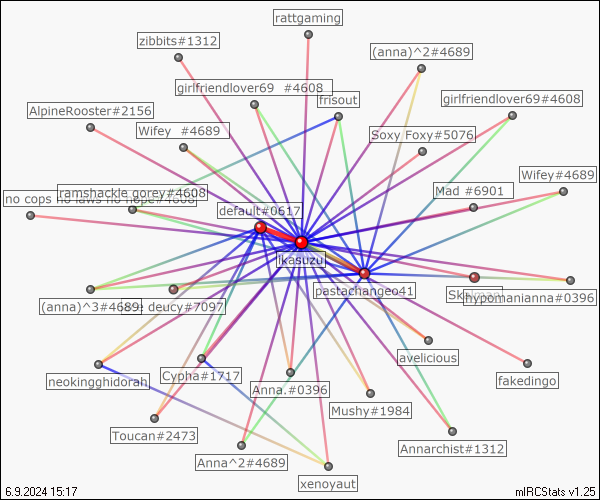 rattgaming
zibbits#1312
(anna)^2#4689
girlfriendlover69 #4608
frisout
girlfriendlover69#4608
AlpineRooster#2156
Wifey #4689
Soxy Foxy#5076
Wifey#4689
Mad #6901
ramshackle gorey#4608
no cops no laws no hope#4608
default#0617
ikasuzu
pastachangeo41
hypomanianna#0396
(anna)^3#4689
deucy#7097
avelicious
fakedingo
neokingghidorah
Cypha#1717
Anna.#0396
Mushy#1984
Toucan#2473
Annarchist#1312
Anna^2#4689
xenoyaut
6.9.2024 15:17
mIRCStats v1.25